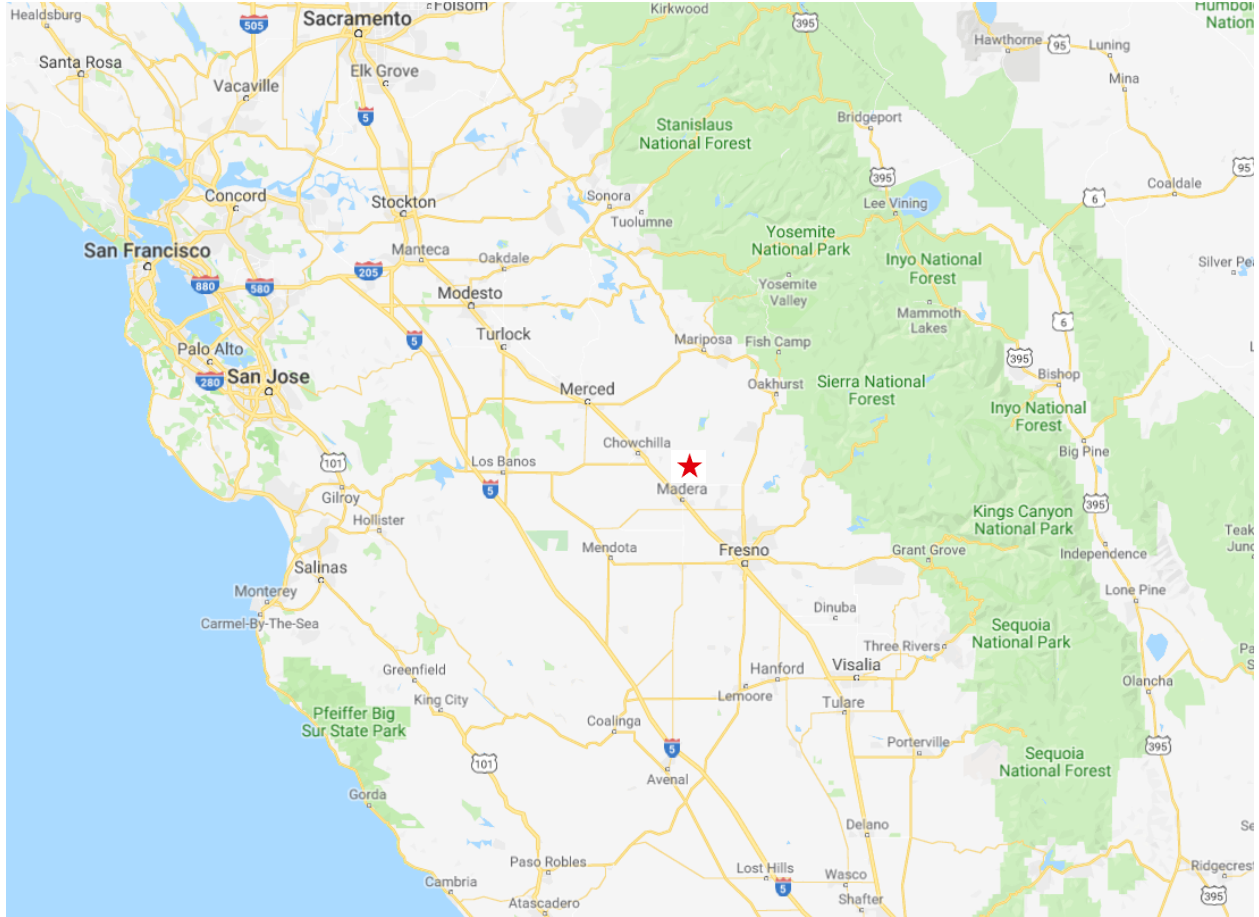 Healdsburg
505
Sacramento
Folsom
Kirkwood
395
Humbol
Nation
Hawthorne
95
Luning
Santa Rosa
Elk Grove
Vacaville
Mina
5
Bridgeport
Stanislaus
National Forest
395
95
Coaldale
6
Concord
Stockton
Sonora
Tuolumne
Lee Vining
San Francisco
Manteca
Oakdale
Yosemite
National Park
205
880
580
Inyo National
Forest
Silver Pea
Yosemite
Valley
Modesto
Mammoth
Lakes
6
Turlock
5
Mariposa
Fish Camp
Palo Alto
280
San Jose
395
Bishop
Merced
Oakhurst
Sierra National
Forest
Inyo National
Forest
Chowchilla
Big Pine
101
Los Banos
5
Madera
Gilroy
395
Hollister
Kings Canyon
National Park
Teak
Junc
Mendota
Fresno
Grant Grove
Independence
Salinas
Monterey
Lone Pine
Carmel-By-The-Sea
Dinuba
Sequoia
National Park
Three Rivers
Pa
S
Greenfield
Hanford
Visalia
Olancha
King City
Lemoore
Tulare
Pfeiffer Big
Sur State Park
Coalinga
5
Porterville
395
101
Avenal
Sequoia
National Forest
Gorda
Delano
Se
Paso Robles
Lost Hills
Wasco
Ridgecrest
Cambria
5
395
Atascadero
Shafter